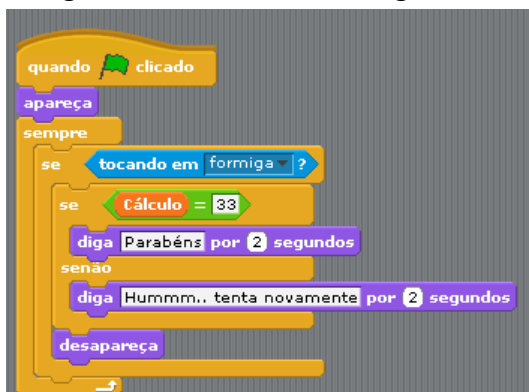 quando clicado
apareça
sempre
se tocando em formiga ?
se Cálculo = 33
diga Parabéns por 2 segundos
senão
diga Hummm.. tenta novamente por 2 segundos
desapareça